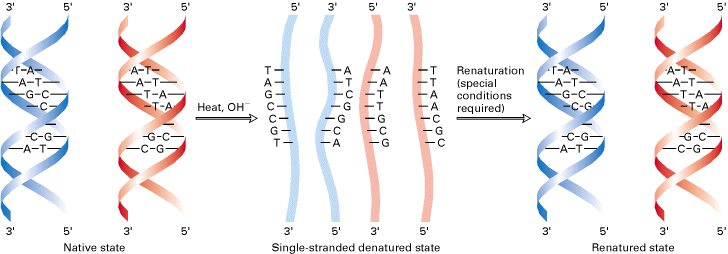 3' 5' 3' 5' 5' 3' 5' 3' 3' 5' 3' 5'
T–A
A–T
G–C
C–
–C–G
A–T
A–T
A–T
T–A
T–A
G–C
C–G
Heat, OH⁻
T
A
G
C
C
G
T
A
T
C
G
G
C
A
A
A
T
T
G
C
G
T
T
A
A
C
G
C
Renaturation
(special
conditions
required)
T–A
A–T
G–C
C–G
C–G
A–T
A–T
A–T
T–A
T–A
G–C
C–G
3' 5' 3' 5' 3' 5' 3' 5' 3' 5' 3' 5'
Native state
Single-stranded denatured state
Renatured state